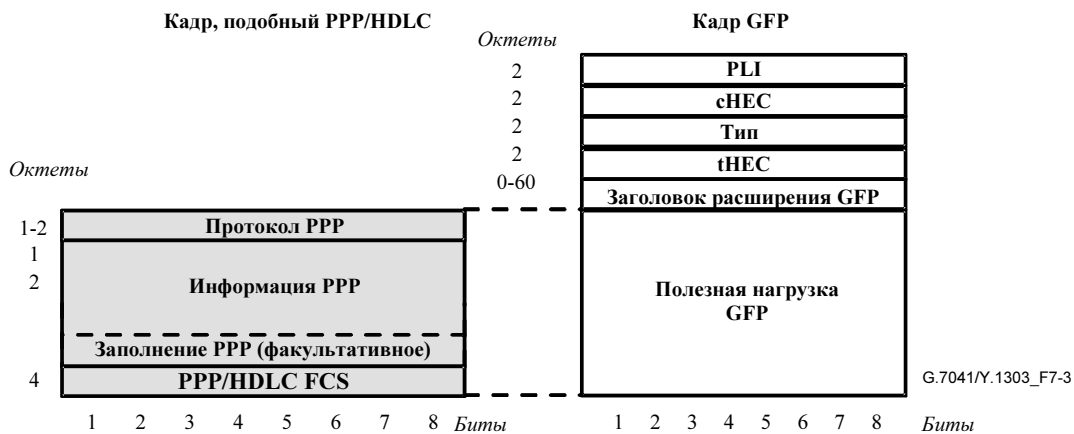 Кадр, подобный PPP/HDLC
Кадр GFP
Октеты
2
PLI
2
cHEC
2
Тип
2
tHEC
Октеты
0-60
Заголовок расширения GFP
1-2
Протокол PPP
1
2
Информация PPP
Полезная нагрузка
GFP
Заполнение PPP (факультативное)
4
PPP/HDLC FCS
G.7041/Y.1303_F7-3
1 2 3 4 5 6 7 8 Биты
1 2 3 4 5 6 7 8 Биты